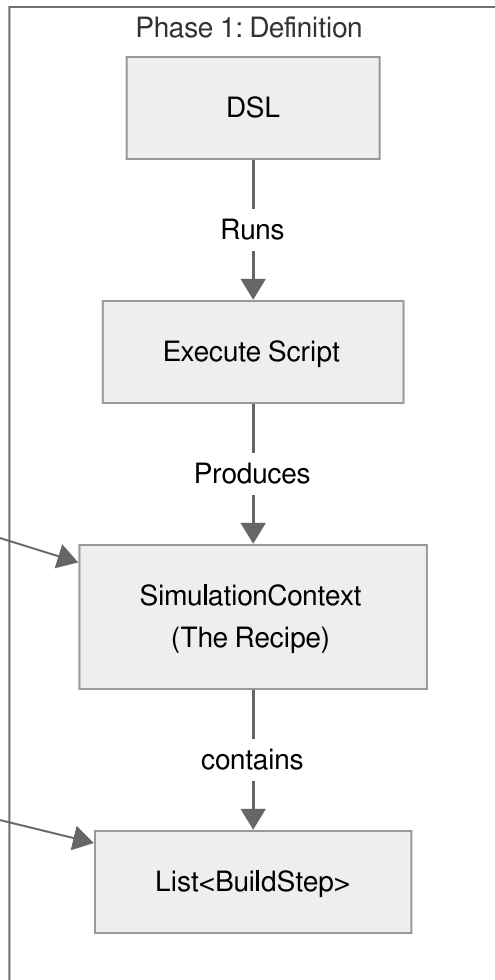 Phase 1: Definition
DSL
Runs
Execute Script
Produces
SimulationContext
(The Recipe)
contains
List<BuildStep>